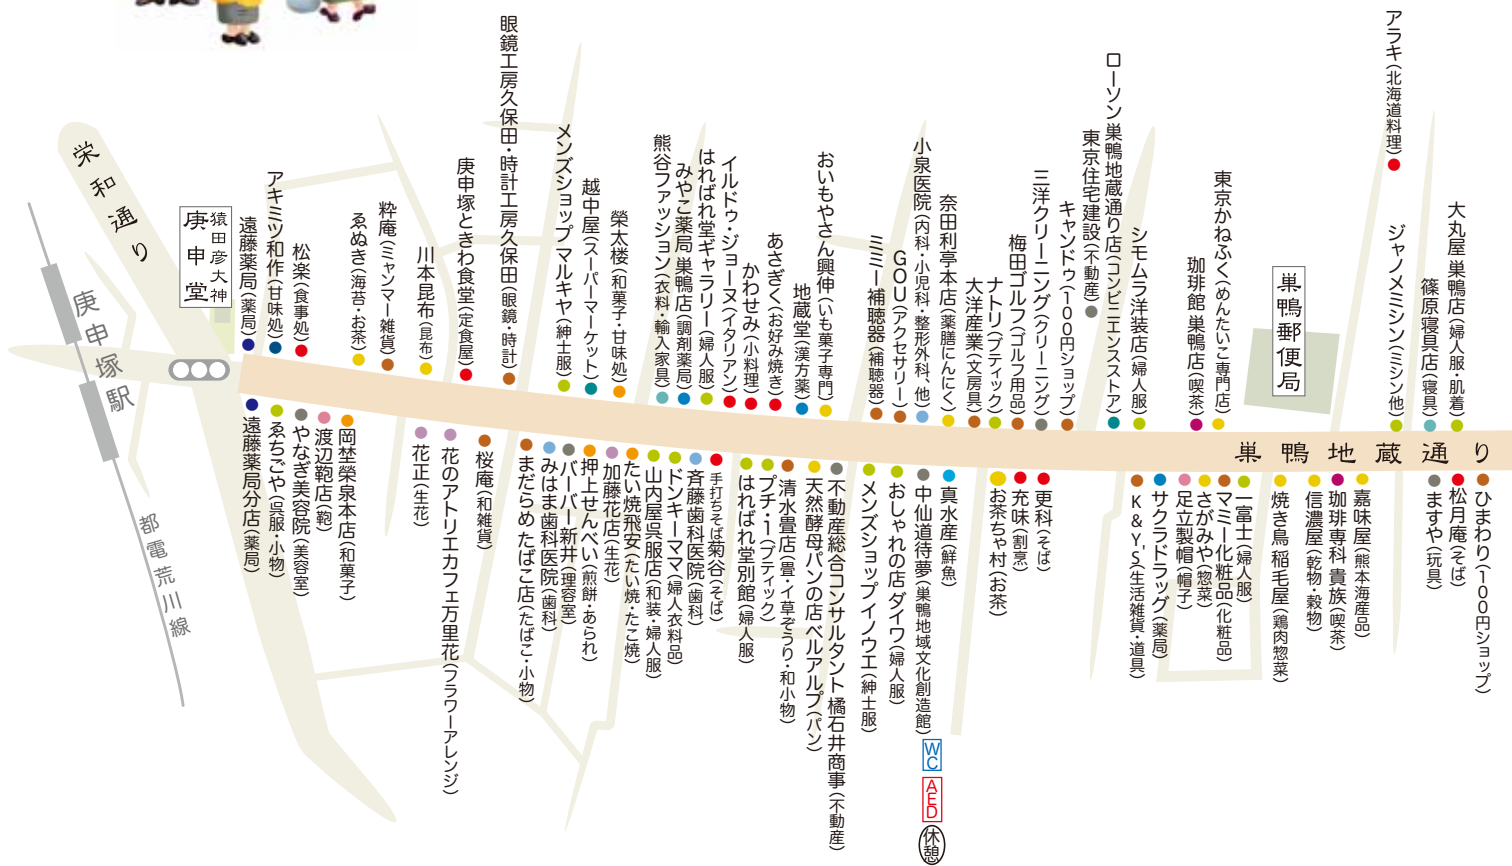 栄和通り
庚申塚駅
都電荒川線
猿田彦大神
庚申堂
遠藤薬局(薬局)
アキミツ和作(甘味処)
松楽(食事処)
ゑぬき(海苔・お茶)
粋庵(ミャンマー雑貨)
川本昆布(昆布)
庚申塚ときわ食堂(定食屋)
眼鏡工房久保田・時計工房久保田(眼鏡・時計)
メンズショップ マルキヤ(紳士服)
越中屋(スーパーマーケット)
榮太楼(和菓子・甘味処)
熊谷ファッション(衣料・輸入家具)
みやこ薬局 巣鴨店(調剤薬局)
はればれ堂ギャラリー(婦人服)
イルドゥ・ジョーヌ(イタリアン)
かわせみ(小料理)
あさぎく(お好み焼き)
地蔵堂(漢方薬)
おいもやさん興伸(いも菓子専門)
ミミー補聴器(補聴器)
GOU(アクセサリー)
小泉医院(内科・小児科・整形外科、他)
奈田利亭本店(薬膳にんにく)
大洋産業(文房具)
ナトリ(ブティック)
梅田ゴルフ(ゴルフ用品)
三洋クリーニング(クリーニング)
キャンドゥ(100円ショップ)
東京住宅建設(不動産)
ローソン巣鴨地蔵通り店(コンビニエンスストア)
シモムラ洋装店(婦人服)
珈琲館 巣鴨店(喫茶)
東京かねふく(めんたいこ専門店)
巣鴨郵便局
アラキ(北海道料理)
ジャノメミシン(ミシン他)
篠原寝具店(寝具)
大丸屋 巣鴨店(婦人服・肌着)
巣鴨地蔵通り
遠藤薬局分店(薬局)
ゑちごや(呉服・小物)
やなぎ美容院(美容室)
渡辺鞄店(鞄)
岡埜榮泉本店(和菓子)
花正(生花)
花のアトリエカフェ万里花(フラワーアレンジ)
桜庵(和雑貨)
まだらめ たばこ店(たばこ・小物)
みはま歯科医院(歯科)
バーバー新井(理容室)
押上せんべい(煎餅・あられ)
加藤花店(生花)
たい焼飛安(たい焼・たこ焼)
山内屋呉服店(和装・婦人服)
ドンキーママ(婦人衣料品)
斉藤歯科医院(歯科)
手打ちそば菊谷(そば)
はればれ堂別館(婦人服)
プチ・i(ブティック)
清水畳店(畳・イ草ぞうり・和小物)
天然酵母パンの店 ベルアルプ(パン)
不動産総合コンサルタント 橘石井商事(不動産)
メンズショップ イノウエ(紳士服)
おしゃれの店 ダイワ(婦人服)
中仙道待夢(巣鴨地域文化創造館)
WC
AED
休憩
真水産(鮮魚)
お茶ちゃ村(お茶)
充味(割烹)
更科(そば)
K&Y'S(生活雑貨・道具)
サクラドラッグ(薬局)
足立製帽(帽子)
さがみや(惣菜)
マミー化粧品(化粧品)
一富士(婦人服)
焼き鳥 稲毛屋(鶏肉惣菜)
信濃屋(乾物・穀物)
珈琲専科 貴族(喫茶)
嘉味屋(熊本海産品)
ますや(玩具)
松月庵(そば)
ひまわり(100円ショップ)